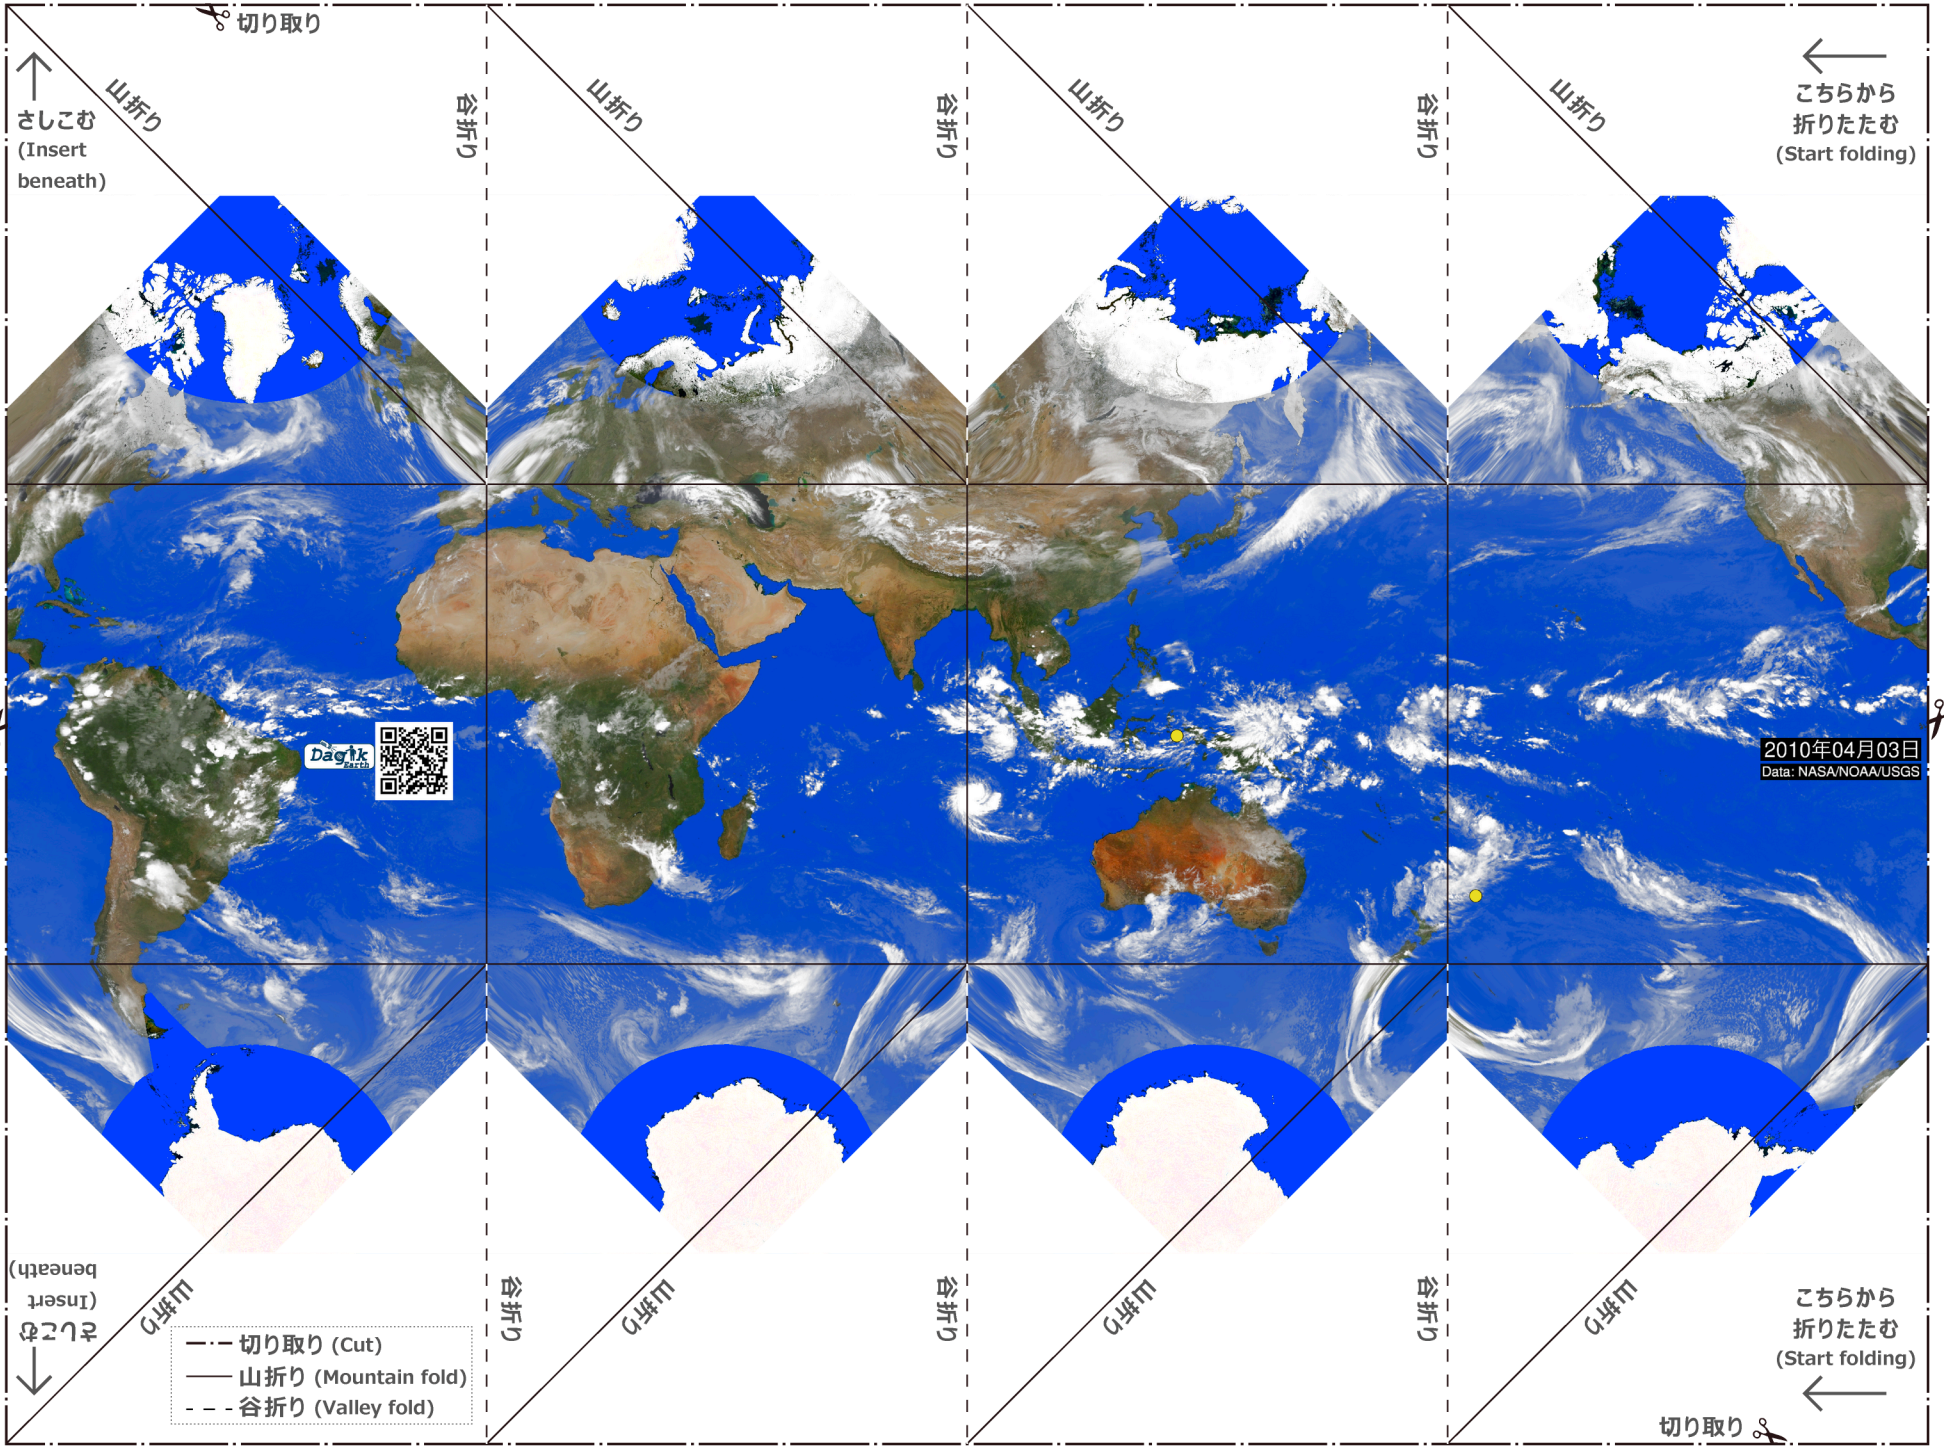 切り取り
山折り
谷折り
山折り
谷折り
山折り
谷折り
山折り
さしこむ
(Insert
beneath)
こちらから
折りたたむ
(Start folding)
Dagik
Earth
2010年04月03日
Data: NASA/NOAA/USGS
さしこむ
(Insert
beneath)
山折り
谷折り
山折り
谷折り
山折り
谷折り
山折り
こちらから
折りたたむ
(Start folding)
切り取り (Cut)
山折り (Mountain fold)
谷折り (Valley fold)
切り取り